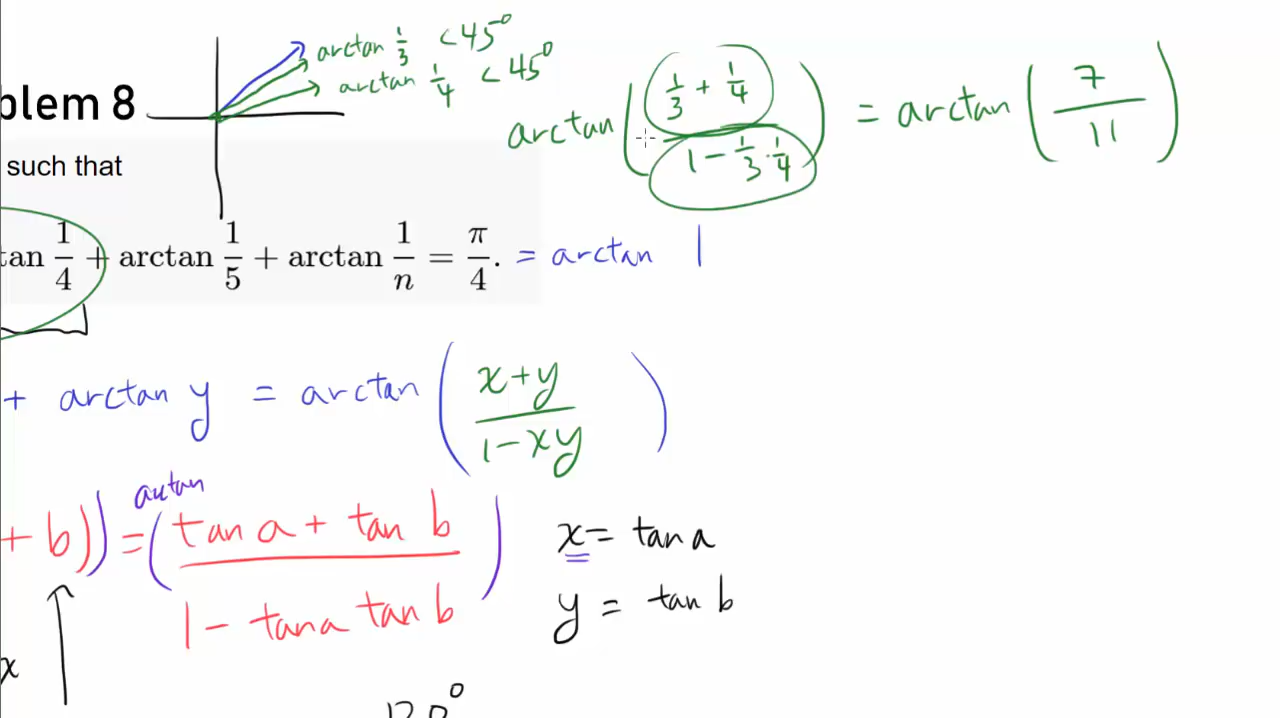 arctan 1/3 < 45°
arctan 1/4 < 45°
arctan ( (1/3 + 1/4) / (1 - 1/3 · 1/4) ) = arctan ( 7 / 11 )
blem 8
such that
tan 1/4 + arctan 1/5 + arctan 1/n = π/4. = arctan 1
+ arctan y = arctan ( (x+y) / (1-xy) )
arctan
+ b)) = ( (tan a + tan b) / (1 - tan a tan b) )
x = tan a
y = tan b
x
120°